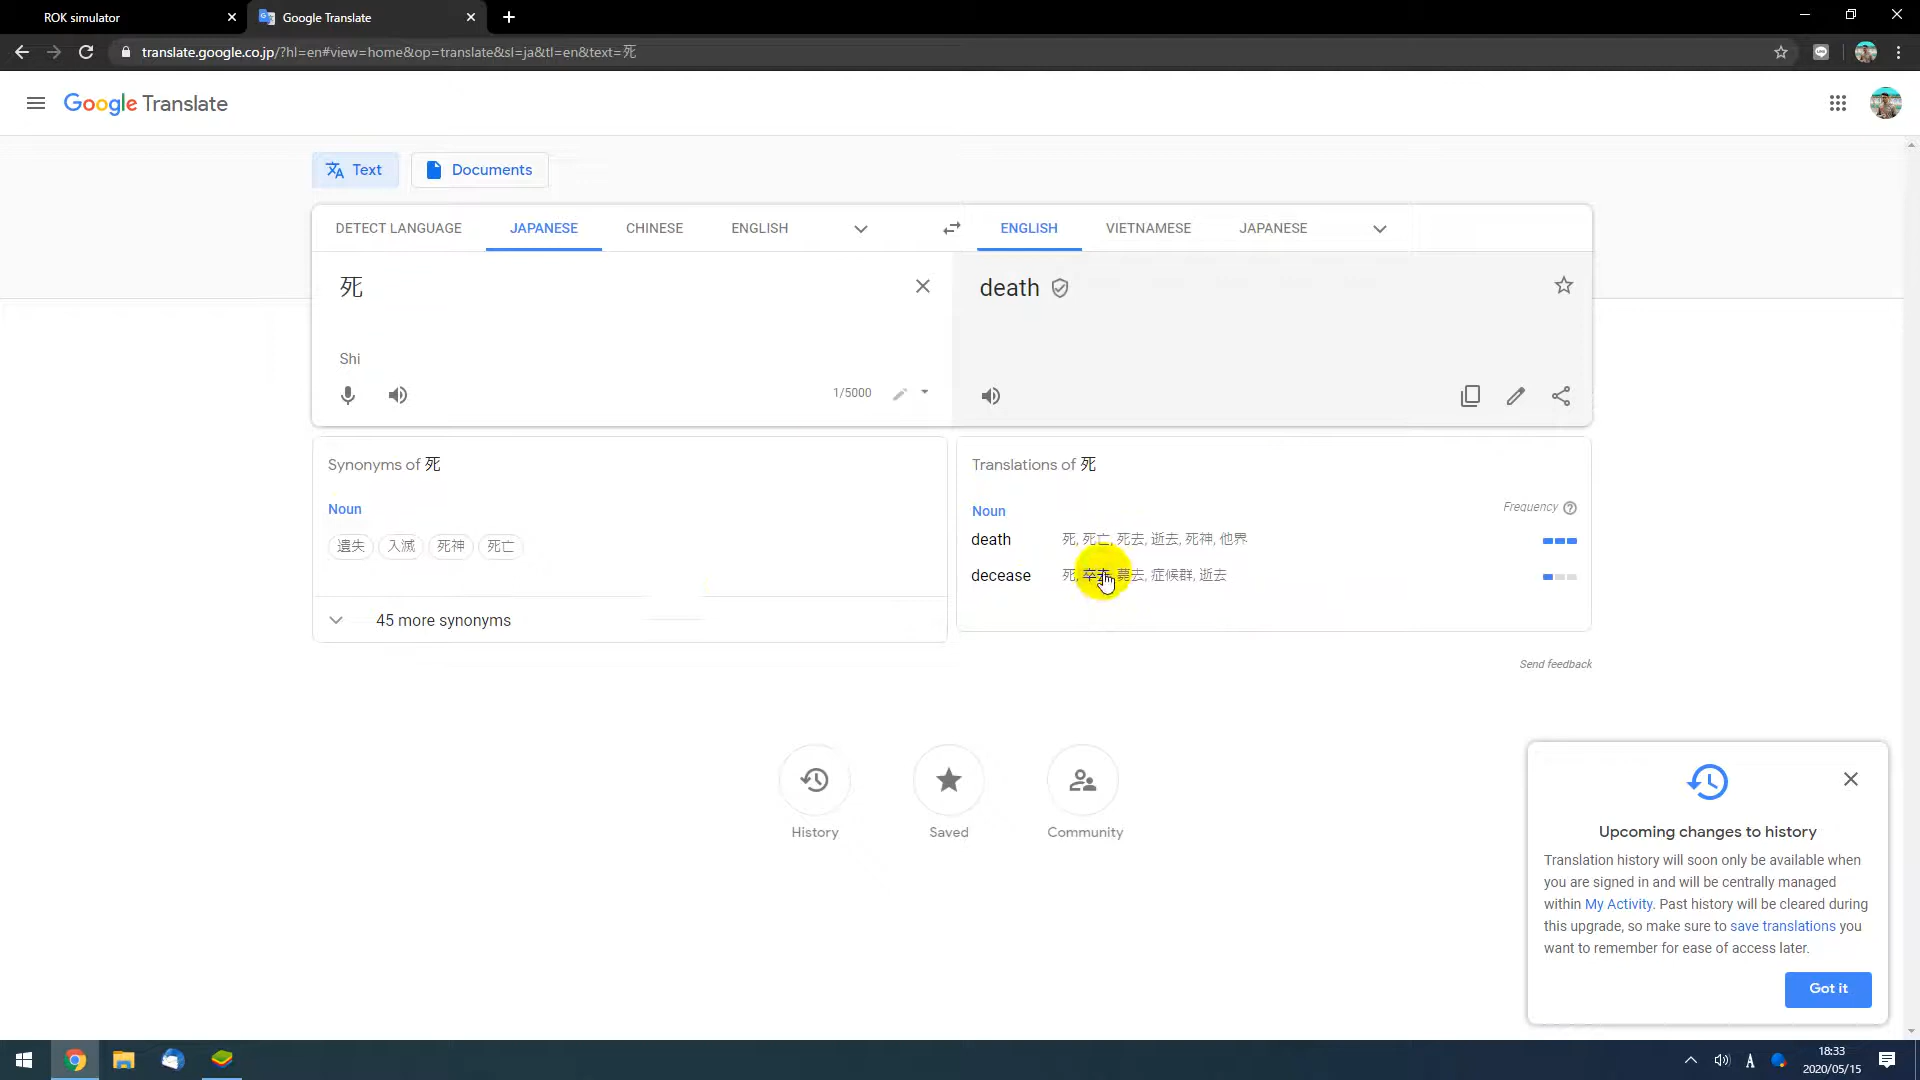 ROK simulator
Google Translate
translate.google.co.jp/?hl=en#view=home&op=translate&sl=ja&tl=en&text=死
Google Translate
Text
Documents
DETECT LANGUAGE
JAPANESE
CHINESE
ENGLISH
ENGLISH
VIETNAMESE
JAPANESE
死
death
Shi
1/5000
Synonyms of 死
Noun
遺失
入滅
死神
死亡
45 more synonyms
Translations of 死
Noun
Frequency
death
死, 死亡, 死去, 逝去, 死神, 他界
decease
死, 卒去, 薨去, 症候群, 逝去
Send feedback
History
Saved
Community
Upcoming changes to history
Translation history will soon only be available when
you are signed in and will be centrally managed
within My Activity. Past history will be cleared during
this upgrade, so make sure to save translations you
want to remember for ease of access later.
Got it
A
18:33
2020/05/15